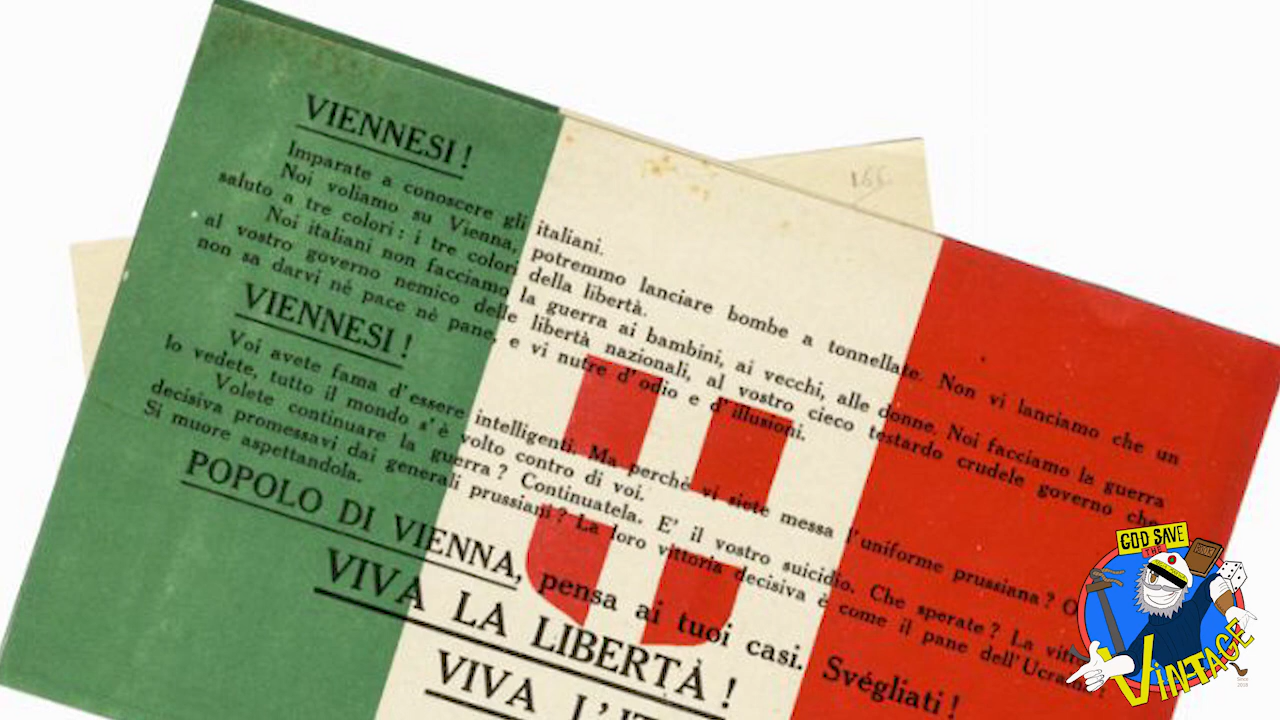 166
VIENNESI !
Imparate a conoscere gli italiani.
Noi voliamo su Vienna, potremmo lanciare bombe a tonnellate. Non vi lanciamo che un
saluto a tre colori : i tre colori della libertà.
Noi italiani non facciamo la guerra ai bambini, ai vecchi, alle donne. Noi facciamo la guerra
al vostro governo nemico delle libertà nazionali, al vostro cieco testardo crudele governo che
non sa darvi nè pace nè pane, e vi nutre d'odio e d'illusioni.
VIENNESI !
Voi avete fama d'essere intelligenti. Ma perchè vi siete messa l'uniforme prussiana ?
lo vedete, tutto il mondo s'è volto contro di voi.
Volete continuare la guerra ? Continuatela. E' il vostro suicidio. Che sperate ? La
decisiva promessavi dai generali prussiani ? La loro vittoria decisiva è come il pane
Si muore aspettandola.
POPOLO DI VIENNA, pensa ai tuoi casi. Svégliati !
VIVA LA LIBERTÀ !
VIVA
GOD SAVE
THE
VINTAGE